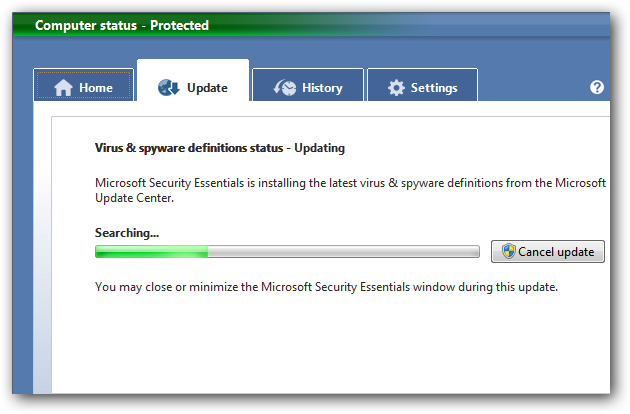 Computer status - Protected
Home
Update
History
Settings
?
Virus & spyware definitions status - Updating
Microsoft Security Essentials is installing the latest virus & spyware definitions from the Microsoft
Update Center.
Searching...
Cancel update
You may close or minimize the Microsoft Security Essentials window during this update.